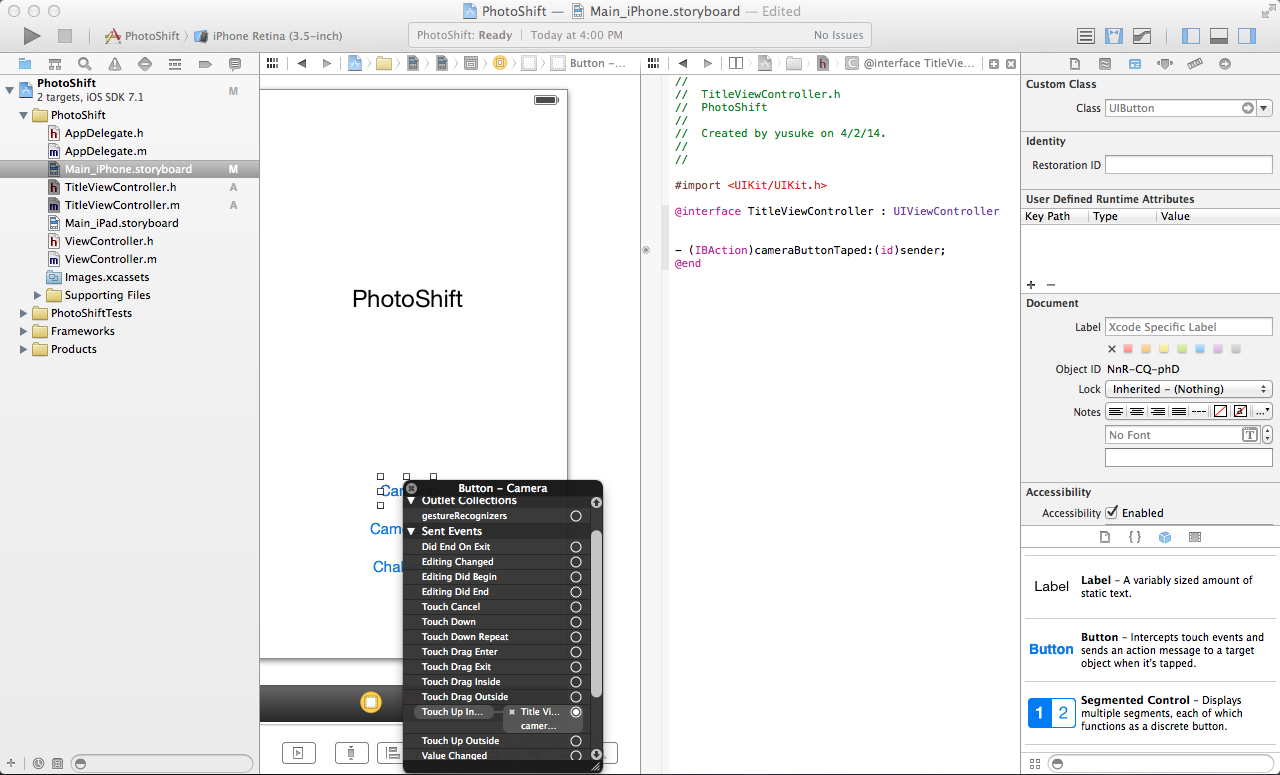 PhotoShift — Main_iPhone.storyboard — Edited
PhotoShift iPhone Retina (3.5-inch)
PhotoShift: Ready Today at 4:00 PM No Issues
PhotoShift M
2 targets, iOS SDK 7.1
PhotoShift
AppDelegate.h
AppDelegate.m
Main_iPhone.storyboard M
TitleViewController.h A
TitleViewController.m A
Main_iPad.storyboard
ViewController.h
ViewController.m
Images.xcassets
Supporting Files
PhotoShiftTests
Frameworks
Products
Button –...
PhotoShift
Button – Camera
Outlet Collections
gestureRecognizers
Sent Events
Did End On Exit
Editing Changed
Editing Did Begin
Editing Did End
Touch Cancel
Touch Down
Touch Down Repeat
Touch Drag Enter
Touch Drag Exit
Touch Drag Inside
Touch Drag Outside
Touch Up In... Title Vi...
camer...
Touch Up Outside
Value Changed
@interface TitleVie...
//
// TitleViewController.h
// PhotoShift
//
// Created by yusuke on 4/2/14.
//
//
#import <UIKit/UIKit.h>
@interface TitleViewController : UIViewController
- (IBAction)cameraButtonTaped:(id)sender;
@end
Custom Class
Class UIButton
Identity
Restoration ID
User Defined Runtime Attributes
Key Path Type Value
Document
Label Xcode Specific Label
Object ID NnR-CQ-phD
Lock Inherited – (Nothing)
Notes
No Font
Accessibility
Accessibility Enabled
Label Label – A variably sized amount of
static text.
Button Button – Intercepts touch events and
sends an action message to a target
object when it's tapped.
1 2 Segmented Control – Displays
multiple segments, each of which
functions as a discrete button.